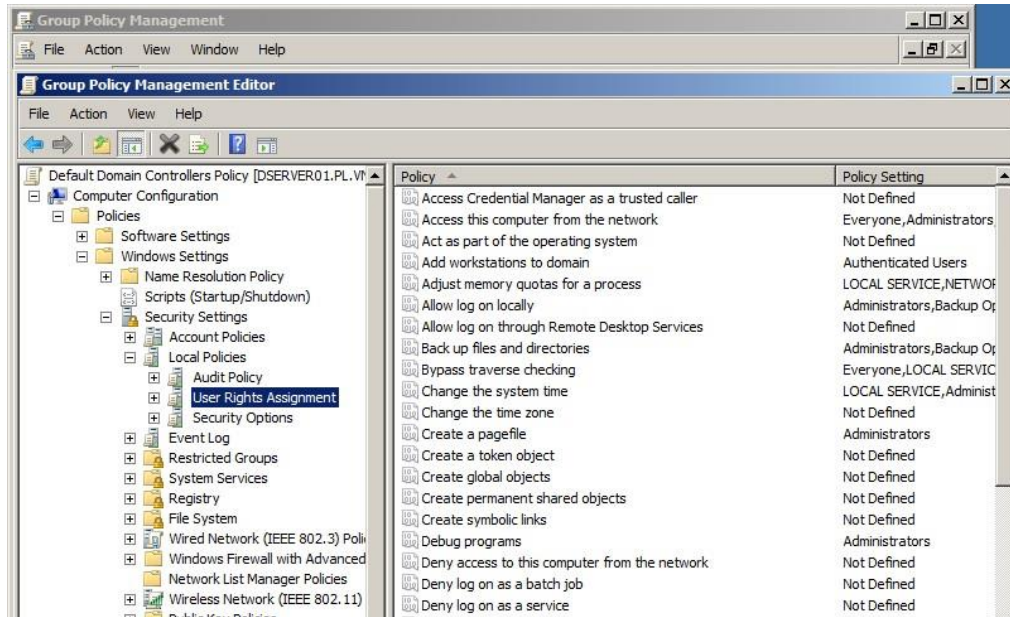 Group Policy Management
File Action View Window Help
Group Policy Management Editor
File Action View Help
Default Domain Controllers Policy [DSERVER01.PL.VN
Computer Configuration
Policies
Software Settings
Windows Settings
Name Resolution Policy
Scripts (Startup/Shutdown)
Security Settings
Account Policies
Local Policies
Audit Policy
User Rights Assignment
Security Options
Event Log
Restricted Groups
System Services
Registry
File System
Wired Network (IEEE 802.3) Poli
Windows Firewall with Advanced
Network List Manager Policies
Wireless Network (IEEE 802.11)
Public Key Policies
Policy Policy Setting
Access Credential Manager as a trusted caller Not Defined
Access this computer from the network Everyone,Administrators,
Act as part of the operating system Not Defined
Add workstations to domain Authenticated Users
Adjust memory quotas for a process LOCAL SERVICE,NETWOR
Allow log on locally Administrators,Backup Op
Allow log on through Remote Desktop Services Not Defined
Back up files and directories Administrators,Backup Op
Bypass traverse checking Everyone,LOCAL SERVIC
Change the system time LOCAL SERVICE,Administ
Change the time zone Not Defined
Create a pagefile Administrators
Create a token object Not Defined
Create global objects Not Defined
Create permanent shared objects Not Defined
Create symbolic links Not Defined
Debug programs Administrators
Deny access to this computer from the network Not Defined
Deny log on as a batch job Not Defined
Deny log on as a service Not Defined